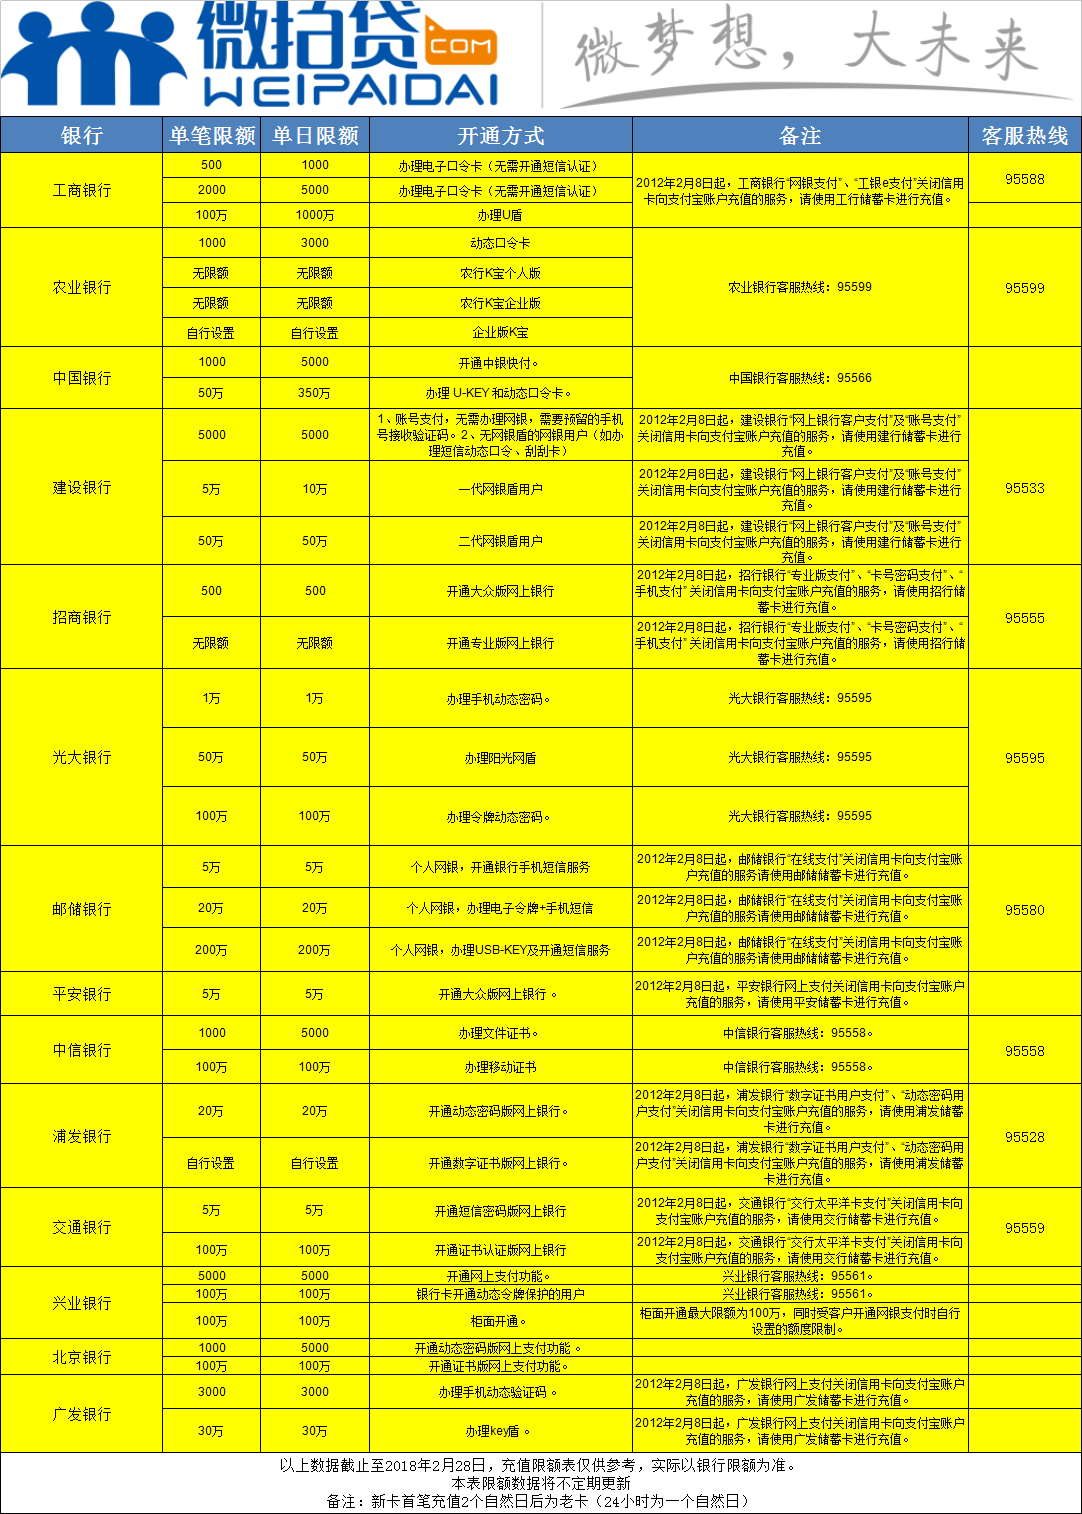 微拍贷
COM
WEIPAIDAI
微梦想，大未来
银行 单笔限额 单日限额 开通方式 备注 客服热线
工商银行
500 1000 办理电子口令卡（无需开通短信认证）
2000 5000 办理电子口令卡（无需开通短信认证）
100万 1000万 办理U盾
2012年2月8日起，工商银行“网银支付”、“工银e支付”关闭信用
卡向支付宝账户充值的服务，请使用工行储蓄卡进行充值。
95588
农业银行
1000 3000 动态口令卡
无限额 无限额 农行K宝个人版
无限额 无限额 农行K宝企业版
自行设置 自行设置 企业版K宝
农业银行客服热线：95599
95599
中国银行
1000 5000 开通中银快付。
50万 350万 办理 U-KEY 和动态口令卡。
中国银行客服热线：95566
建设银行
5000 5000
1、账号支付，无需办理网银，需要预留的手机
号接收验证码。2、无网银盾的网银用户（如办
理短信动态口令、刮刮卡）
2012年2月8日起，建设银行“网上银行客户支付”及“账号支付”
关闭信用卡向支付宝账户充值的服务，请使用建行储蓄卡进行
充值。
5万 10万 一代网银盾用户
2012年2月8日起，建设银行“网上银行客户支付”及“账号支付”
关闭信用卡向支付宝账户充值的服务，请使用建行储蓄卡进行
充值。
50万 50万 二代网银盾用户
2012年2月8日起，建设银行“网上银行客户支付”及“账号支付”
关闭信用卡向支付宝账户充值的服务，请使用建行储蓄卡进行
充值。
95533
招商银行
500 500 开通大众版网上银行
2012年2月8日起，招行银行“专业版支付”、“卡号密码支付”、“
手机支付” 关闭信用卡向支付宝账户充值的服务，请使用招行储
蓄卡进行充值。
无限额 无限额 开通专业版网上银行
2012年2月8日起，招行银行“专业版支付”、“卡号密码支付”、“
手机支付” 关闭信用卡向支付宝账户充值的服务，请使用招行储
蓄卡进行充值。
95555
光大银行
1万 1万 办理手机动态密码。 光大银行客服热线：95595
50万 50万 办理阳光网盾 光大银行客服热线：95595
100万 100万 办理令牌动态密码。 光大银行客服热线：95595
95595
邮储银行
5万 5万 个人网银，开通银行手机短信服务
2012年2月8日起，邮储银行“在线支付”关闭信用卡向支付宝账
户充值的服务请使用邮储储蓄卡进行充值。
20万 20万 个人网银，办理电子令牌+手机短信
2012年2月8日起，邮储银行“在线支付”关闭信用卡向支付宝账
户充值的服务请使用邮储储蓄卡进行充值。
200万 200万 个人网银，办理USB-KEY及开通短信服务
2012年2月8日起，邮储银行“在线支付”关闭信用卡向支付宝账
户充值的服务请使用邮储储蓄卡进行充值。
95580
平安银行
5万 5万 开通大众版网上银行 。
2012年2月8日起，平安银行网上支付关闭信用卡向支付宝账户
充值的服务，请使用平安储蓄卡进行充值。
中信银行
1000 5000 办理文件证书。 中信银行客服热线：95558。
100万 100万 办理移动证书 中信银行客服热线：95558。
95558
浦发银行
20万 20万 开通动态密码版网上银行。
2012年2月8日起，浦发银行“数字证书用户支付”、“动态密码用
户支付”关闭信用卡向支付宝账户充值的服务，请使用浦发储蓄
卡进行充值。
自行设置 自行设置 开通数字证书版网上银行。
2012年2月8日起，浦发银行“数字证书用户支付”、“动态密码用
户支付”关闭信用卡向支付宝账户充值的服务，请使用浦发储蓄
卡进行充值。
95528
交通银行
5万 5万 开通短信密码版网上银行
2012年2月8日起，交通银行“交行太平洋卡支付”关闭信用卡向
支付宝账户充值的服务，请使用交行储蓄卡进行充值。
100万 100万 开通证书认证版网上银行
2012年2月8日起，交通银行“交行太平洋卡支付”关闭信用卡向
支付宝账户充值的服务，请使用交行储蓄卡进行充值。
95559
兴业银行
5000 5000 开通网上支付功能。 兴业银行客服热线：95561。
100万 100万 银行卡开通动态令牌保护的用户 兴业银行客服热线：95561。
100万 100万 柜面开通。
柜面开通最大限额为100万，同时受客户开通网银支付时自行
设置的额度限制。
北京银行
1000 5000 开通动态密码版网上支付功能 。
100万 100万 开通证书版网上支付功能。
广发银行
3000 3000 办理手机动态验证码 。
2012年2月8日起，广发银行网上支付关闭信用卡向支付宝账户
充值的服务，请使用广发储蓄卡进行充值。
30万 30万 办理key盾 。
2012年2月8日起，广发银行网上支付关闭信用卡向支付宝账户
充值的服务，请使用广发储蓄卡进行充值。
以上数据截止至2018年2月28日，充值限额表仅供参考，实际以银行限额为准。
本表限额数据将不定期更新
备注：新卡首笔充值2个自然日后为老卡（24小时为一个自然日）